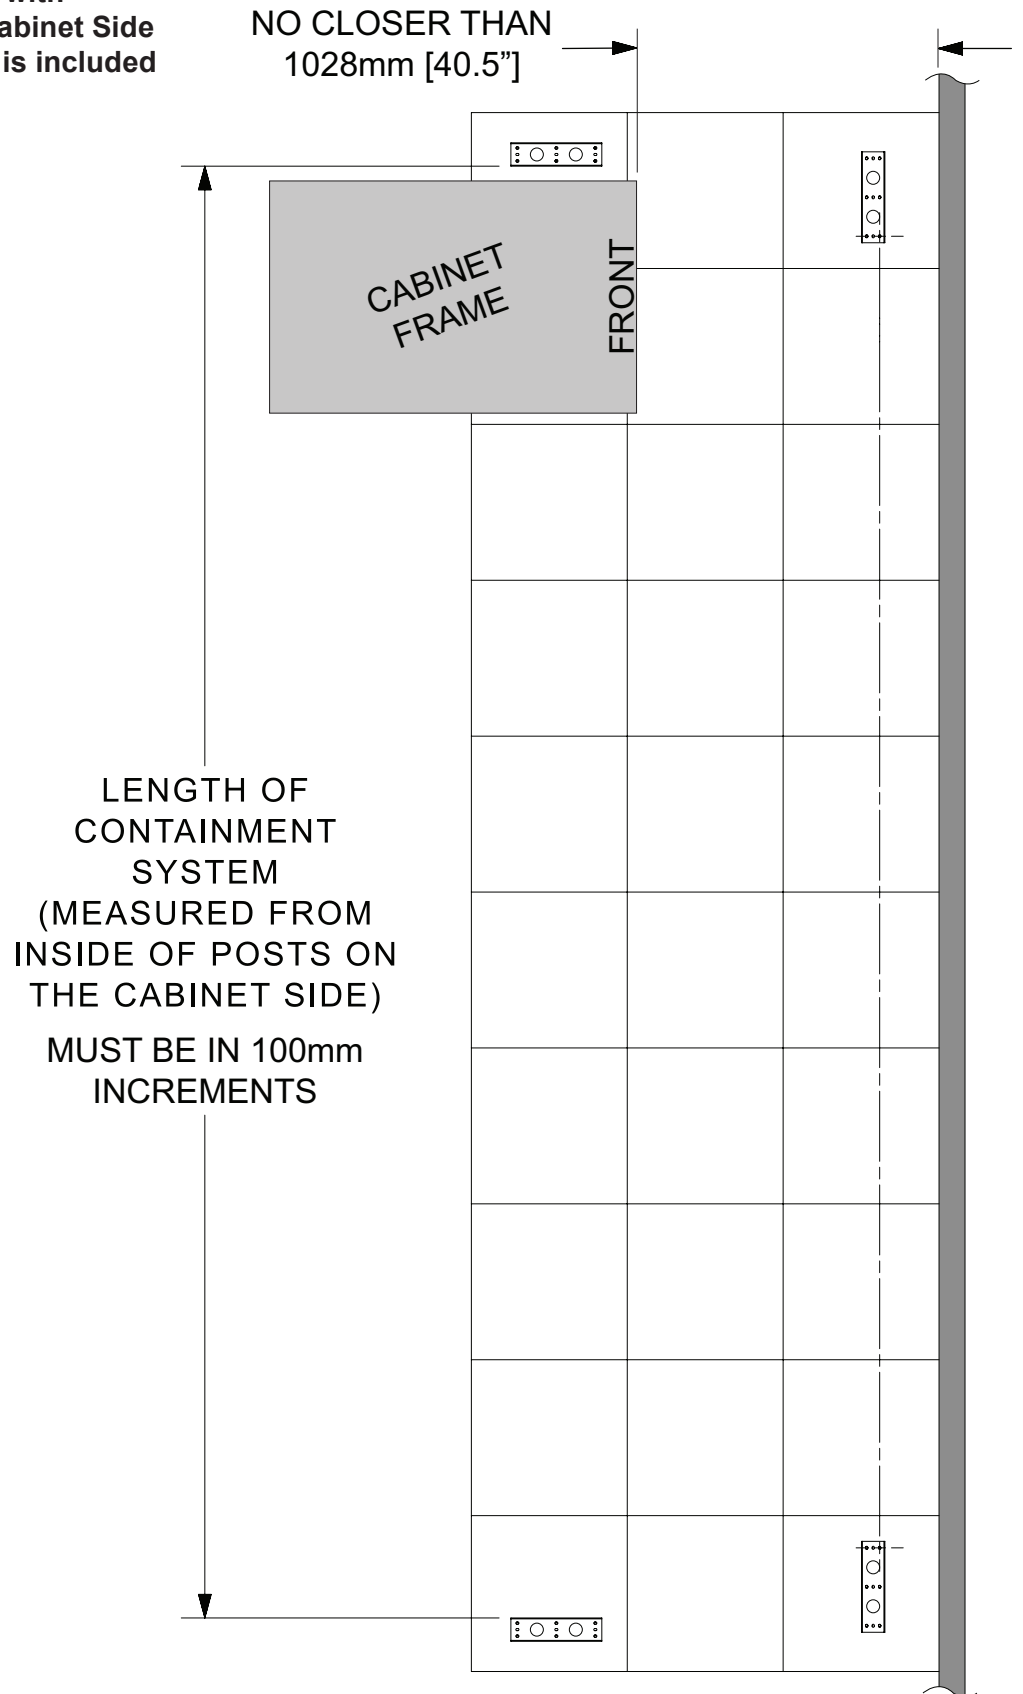 with
abinet Side
is included
NO CLOSER THAN
1028mm [40.5”]
CABINET
FRAME
FRONT
LENGTH OF
CONTAINMENT
SYSTEM
(MEASURED FROM
INSIDE OF POSTS ON
THE CABINET SIDE)
MUST BE IN 100mm
INCREMENTS